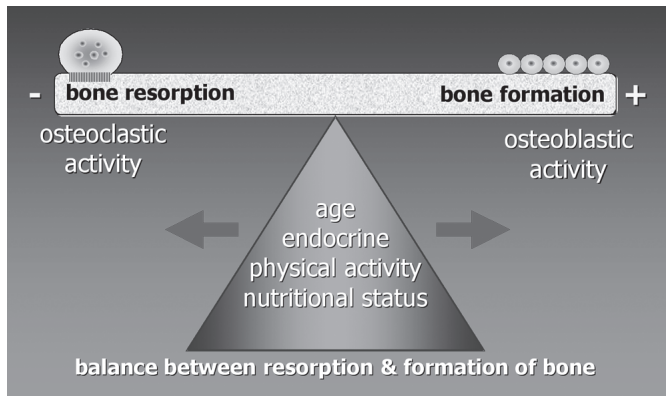 - bone resorption
bone formation +
osteoclastic
activity
osteoblastic
activity
age
endocrine
physical activity
nutritional status
balance between resorption & formation of bone